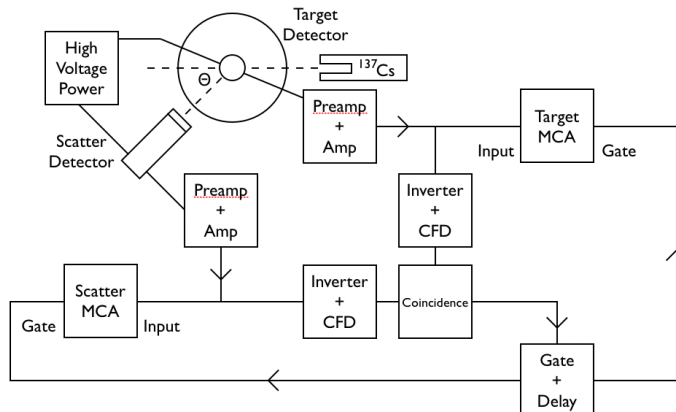 Target
Detector
High
Voltage
Power
Θ
¹³⁷Cs
Scatter
Detector
Preamp
+
Amp
Target
MCA
Input
Gate
Preamp
+
Amp
Inverter
+
CFD
Scatter
MCA
Gate
Input
Inverter
+
CFD
Coincidence
Gate
+
Delay